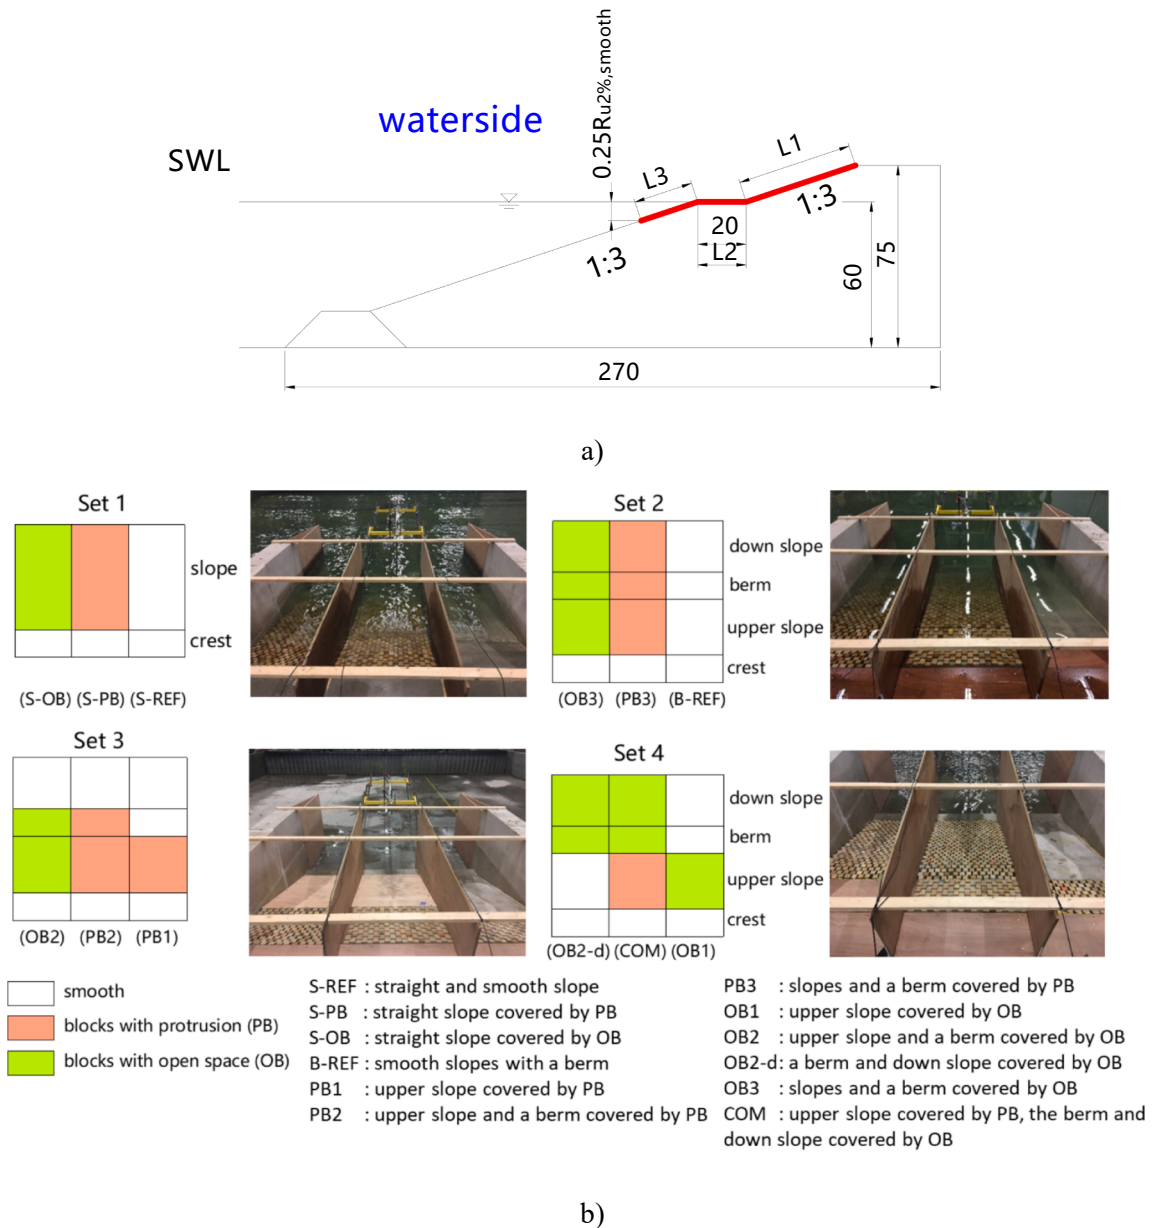 0.25Ru2%,smooth
waterside
SWL
L3
L1
1:3
20
1:3
L2
60
75
270
a)
Set 1
slope
crest
(S-OB) (S-PB) (S-REF)
Set 2
down slope
berm
upper slope
crest
(OB3) (PB3) (B-REF)
Set 3
(OB2) (PB2) (PB1)
Set 4
down slope
berm
upper slope
crest
(OB2-d) (COM) (OB1)
smooth
blocks with protrusion (PB)
blocks with open space (OB)
S-REF : straight and smooth slope
S-PB : straight slope covered by PB
S-OB : straight slope covered by OB
B-REF : smooth slopes with a berm
PB1 : upper slope covered by PB
PB2 : upper slope and a berm covered by PB
PB3 : slopes and a berm covered by PB
OB1 : upper slope covered by OB
OB2 : upper slope and a berm covered by OB
OB2-d: a berm and down slope covered by OB
OB3 : slopes and a berm covered by OB
COM : upper slope covered by PB, the berm and
down slope covered by OB
b)